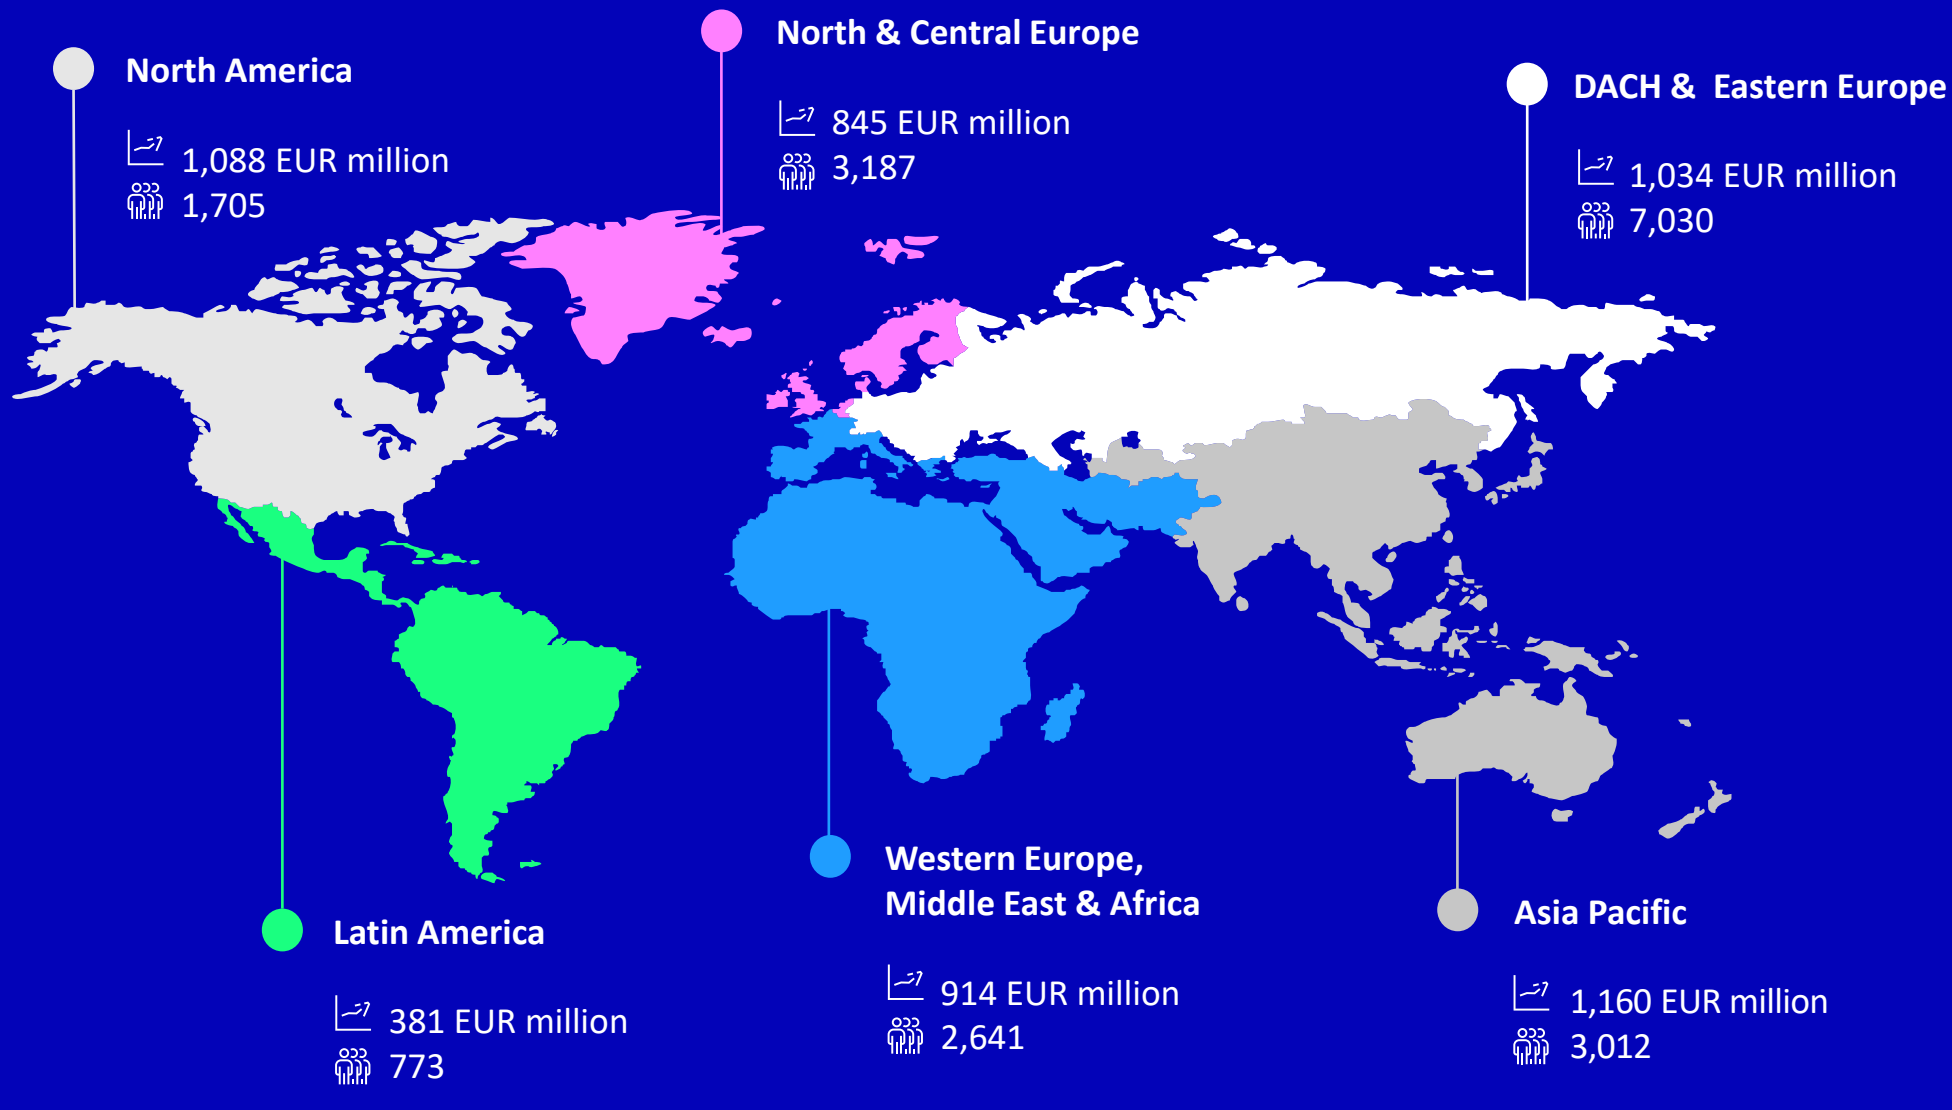 North America
1,088 EUR million
1,705
North & Central Europe
845 EUR million
3,187
DACH & Eastern Europe
1,034 EUR million
7,030
Latin America
381 EUR million
773
Western Europe,
Middle East & Africa
914 EUR million
2,641
Asia Pacific
1,160 EUR million
3,012